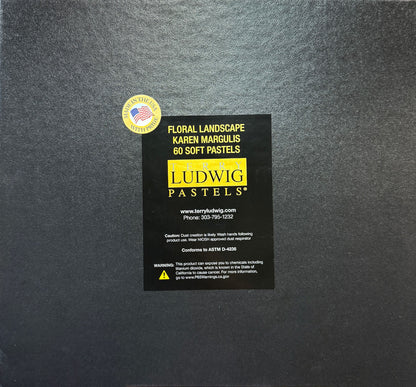 MADE IN THE USA
WITH PRIDE
FLORAL LANDSCAPE
KAREN MARGULIS
60 SOFT PASTELS
LUDWIG
PASTELS®
www.terryludwig.com
Phone: 303-795-1232
Caution: Dust creation is likely Wash hands following
product use. Wear NIOSH approved dust respirator
Conforms to ASTM D-4236
WARNING: This product can expose you to chemicals including
titanium dioxide, which is known in the State of
California to cause cancer. For more information,
go to www.P65Warnings.ca.gov